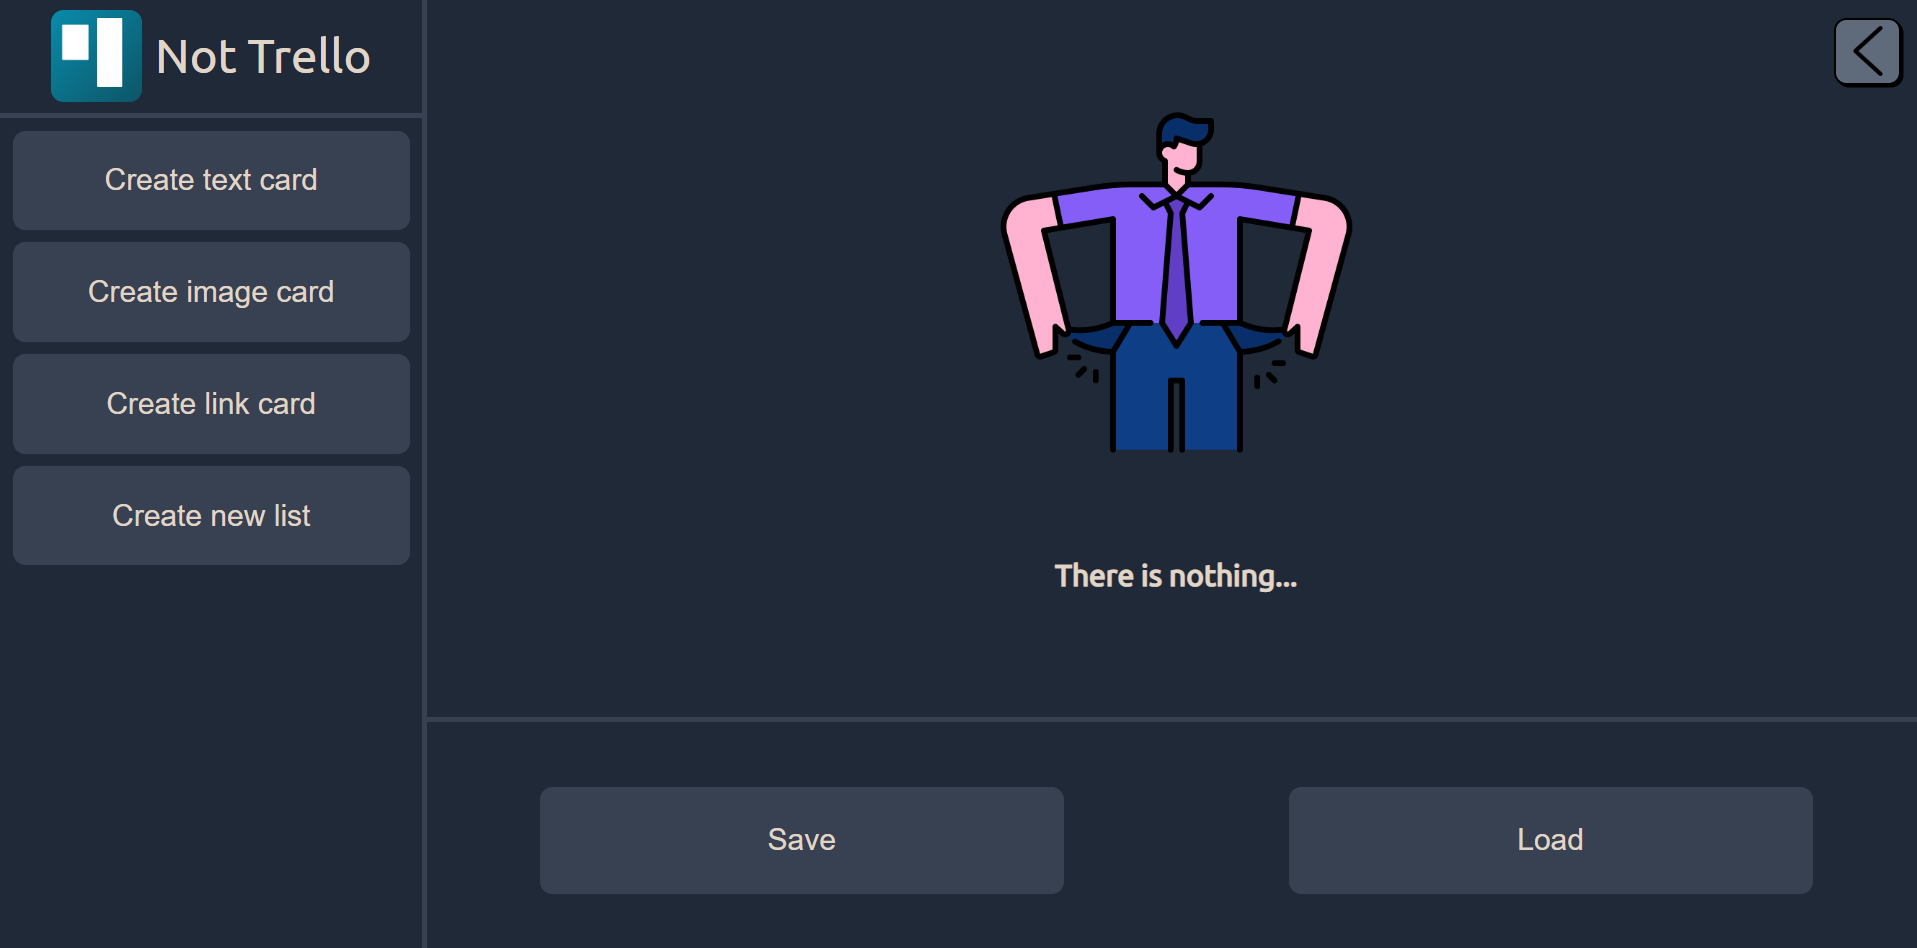 Not Trello
Create text card
Create image card
Create link card
Create new list
There is nothing...
Save
Load